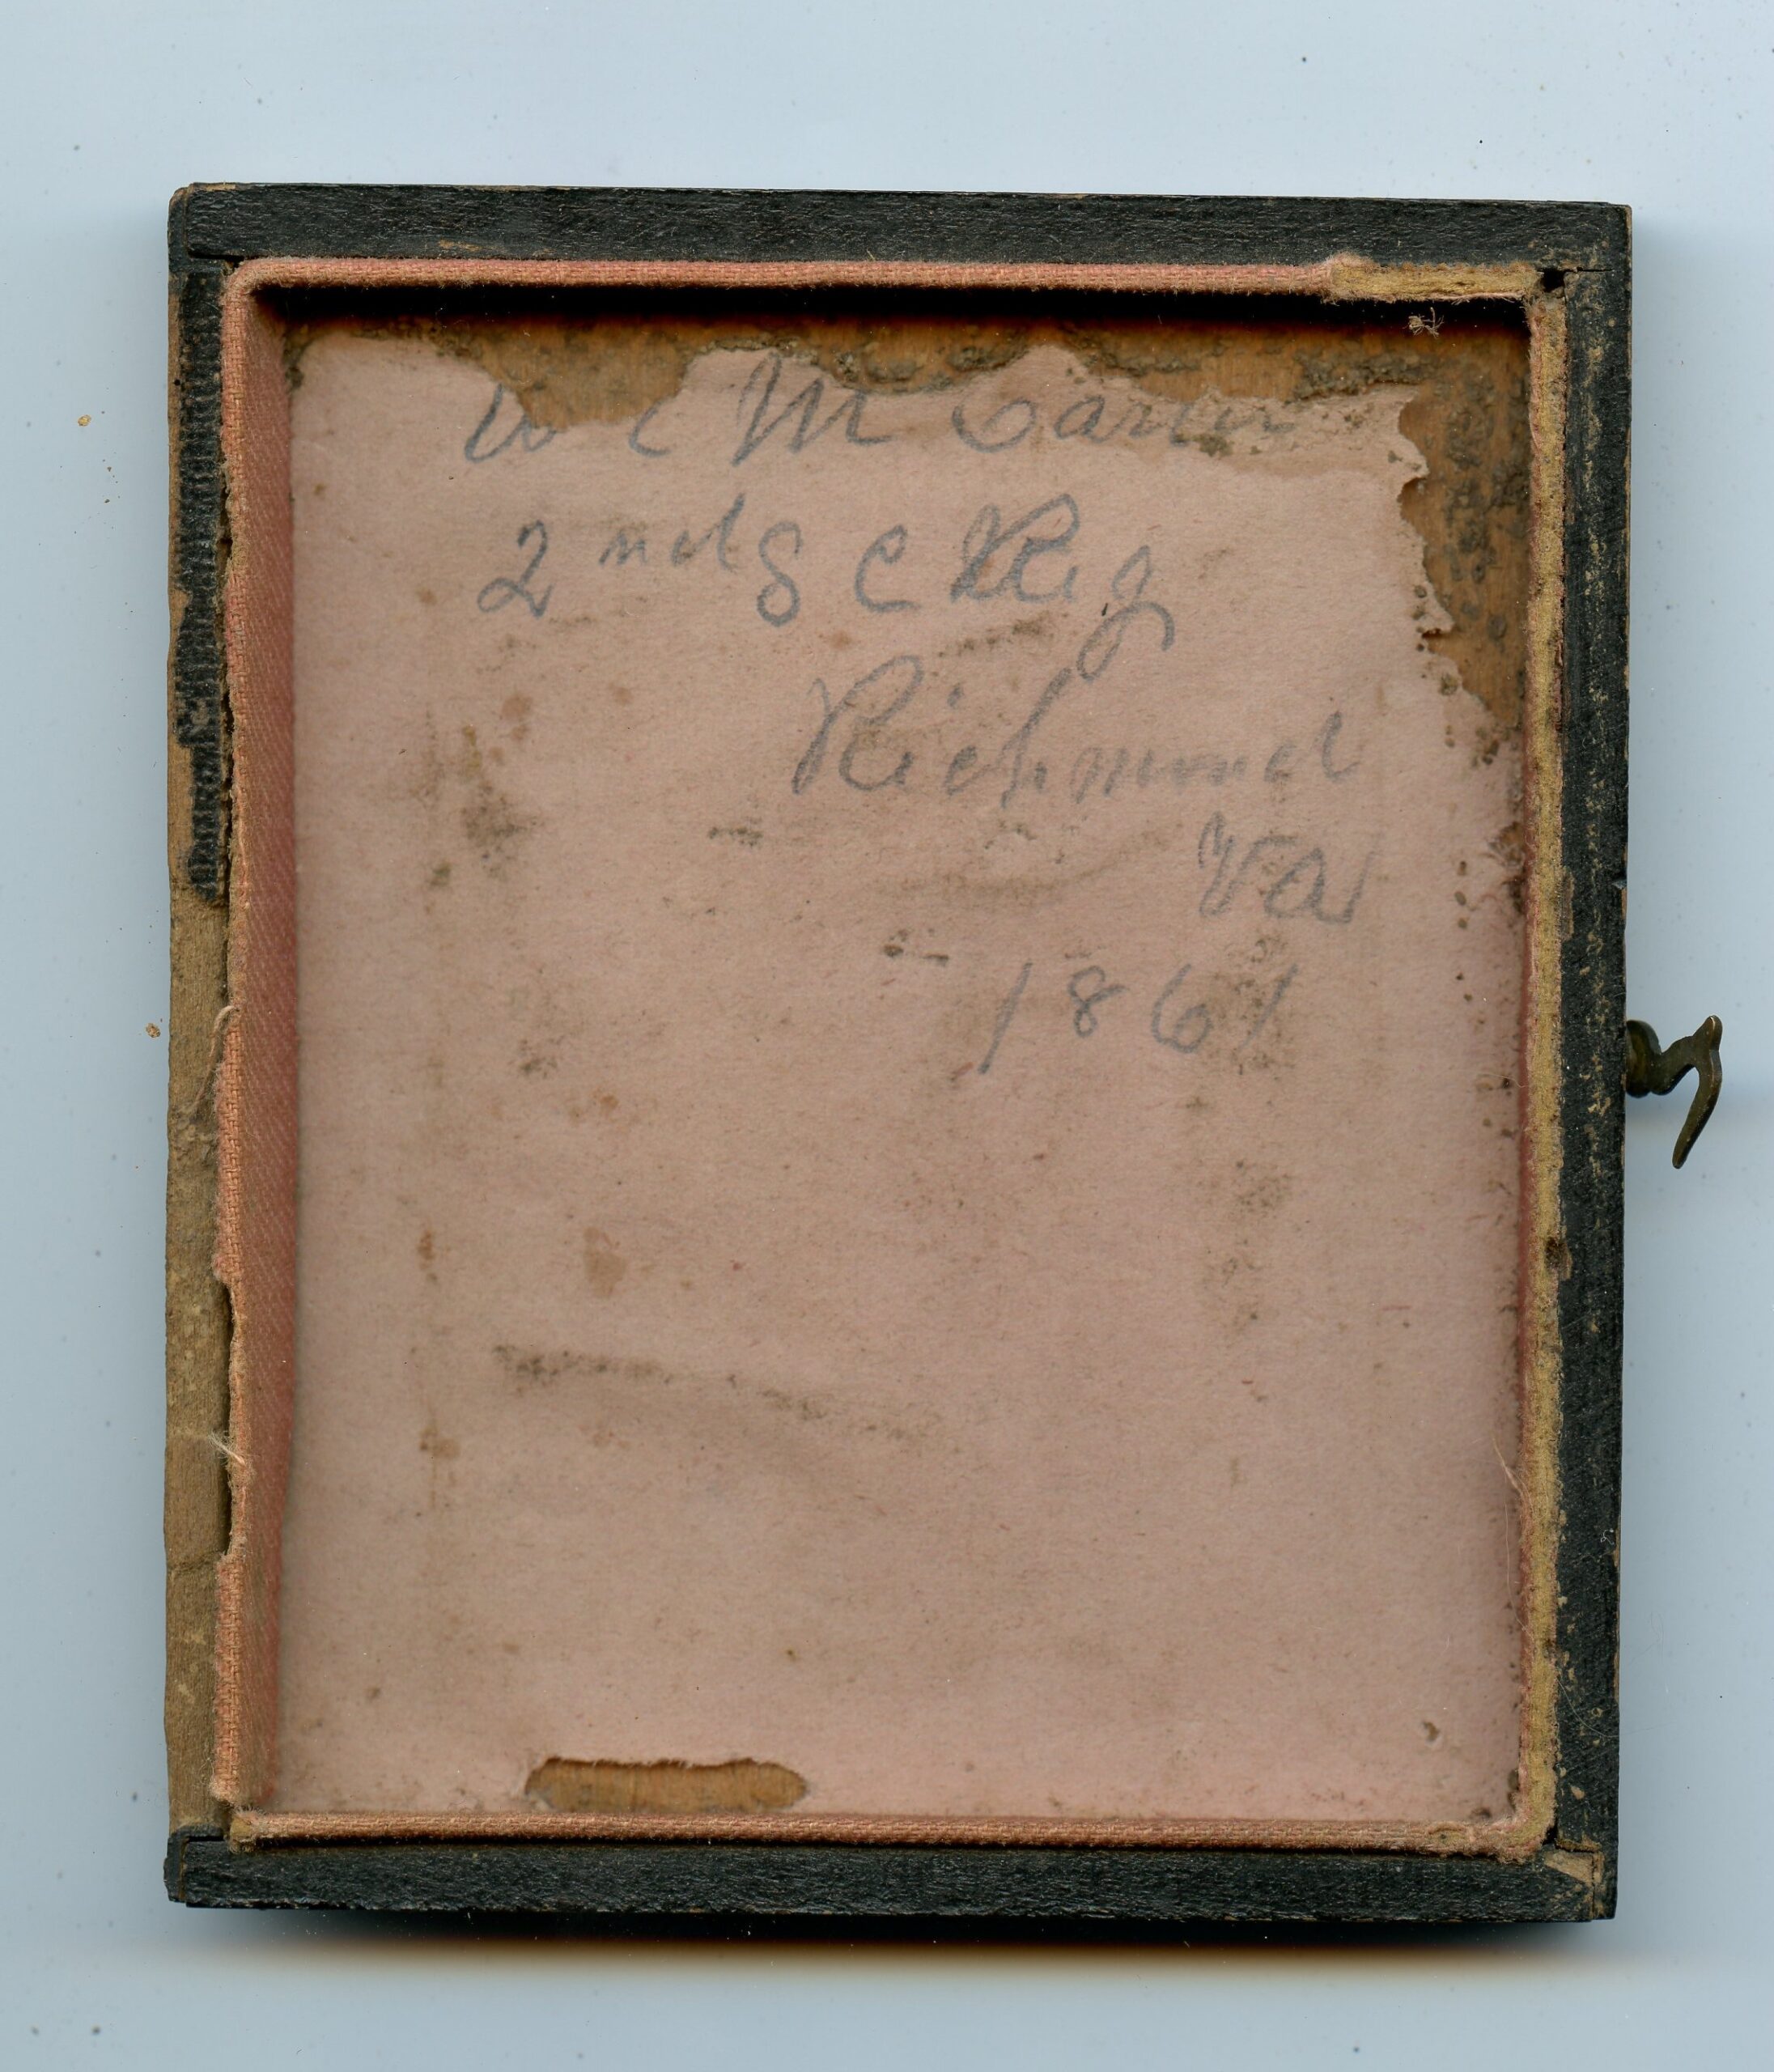 W C M Carter
2nd S C Reg
Richmond
Va
1861